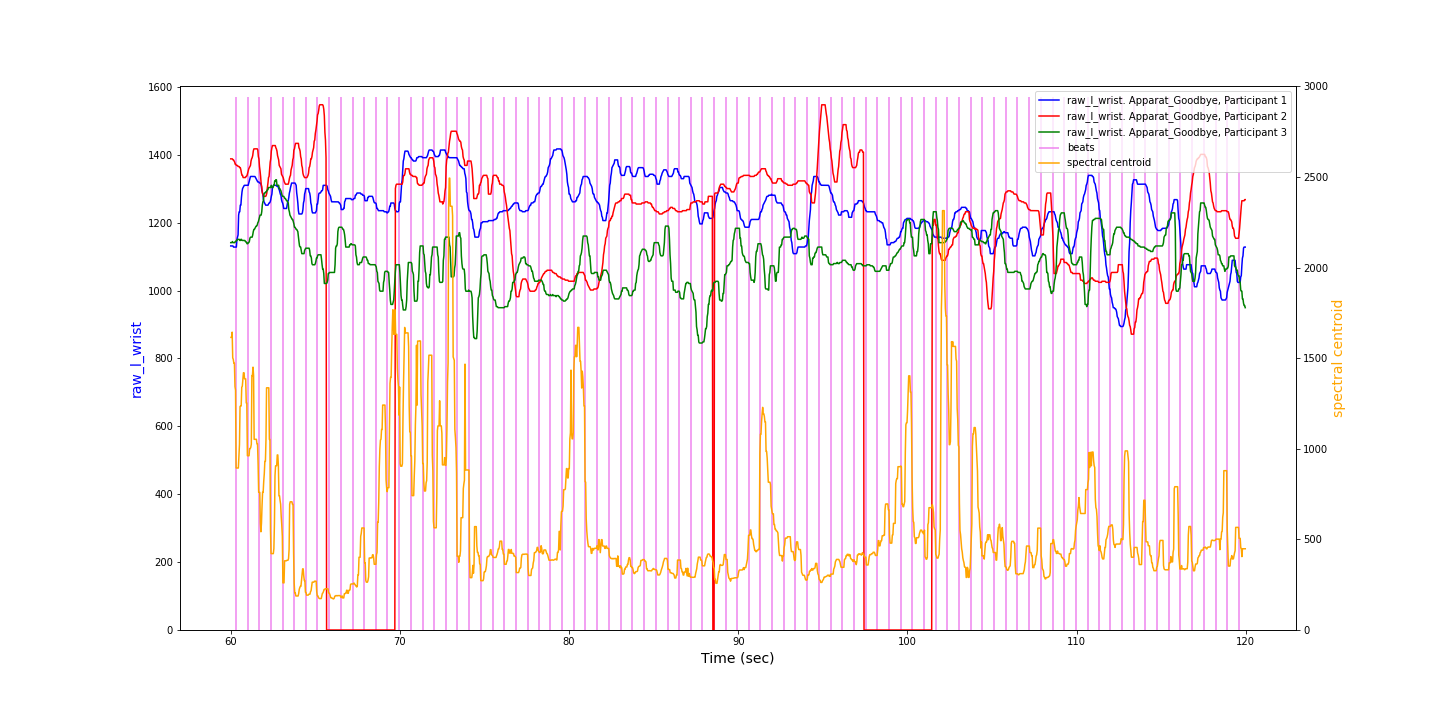 1600
1400
1200
1000
800
600
400
200
0
raw_l_wrist
3000
2500
2000
1500
1000
500
0
spectral centroid
raw_l_wrist. Apparat_Goodbye, Participant 1
raw_l_wrist. Apparat_Goodbye, Participant 2
raw_l_wrist. Apparat_Goodbye, Participant 3
beats
spectral centroid
60 70 80 90 100 110 120
Time (sec)